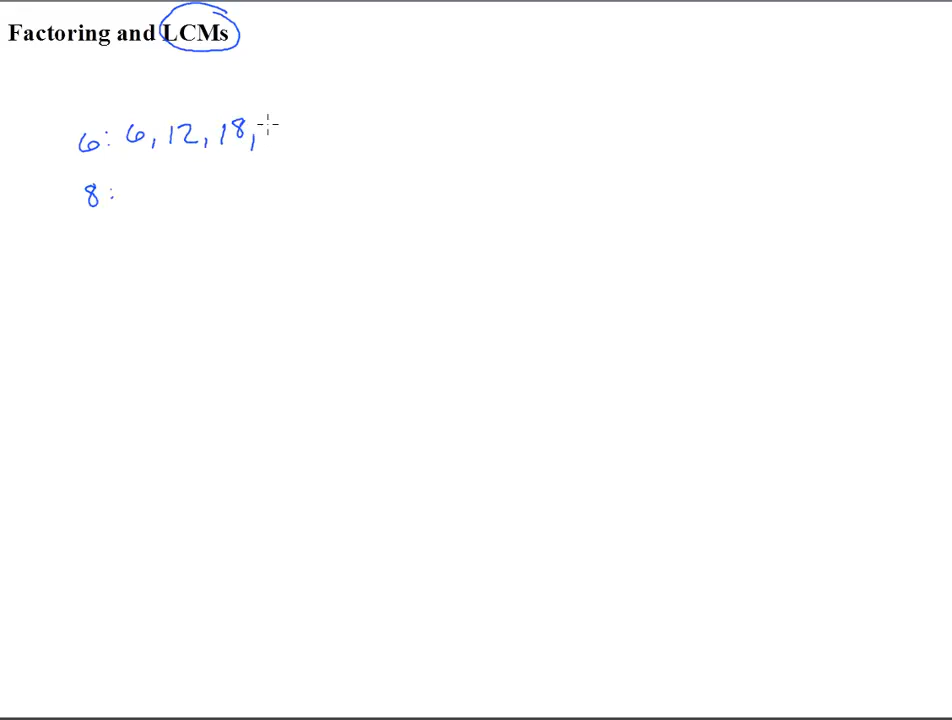 Factoring and LCMs
6: 6, 12, 18,
8: